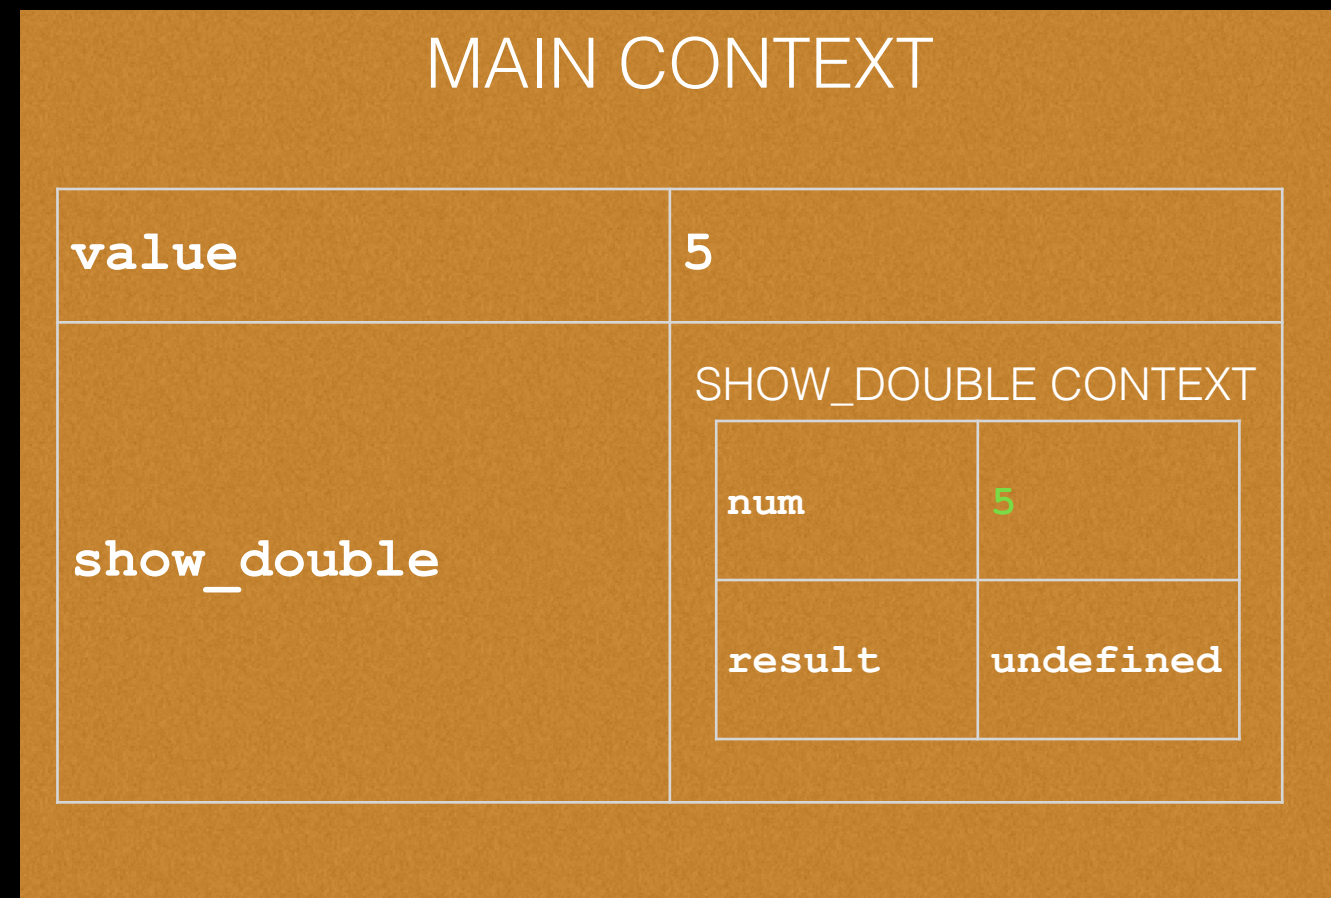 MAIN CONTEXT
value 5
SHOW_DOUBLE CONTEXT
num 5
show_double
result undefined